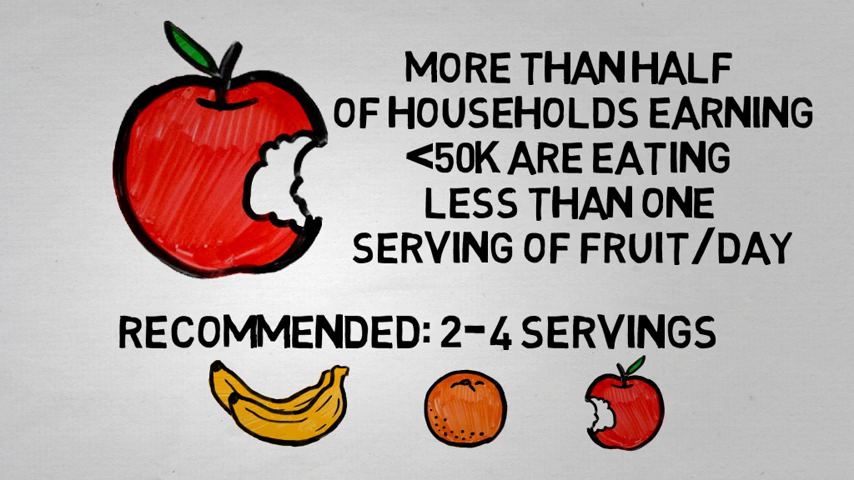 MORE THAN HALF
OF HOUSEHOLDS EARNING
<50K ARE EATING
LESS THAN ONE
SERVING OF FRUIT/DAY
RECOMMENDED: 2-4 SERVINGS